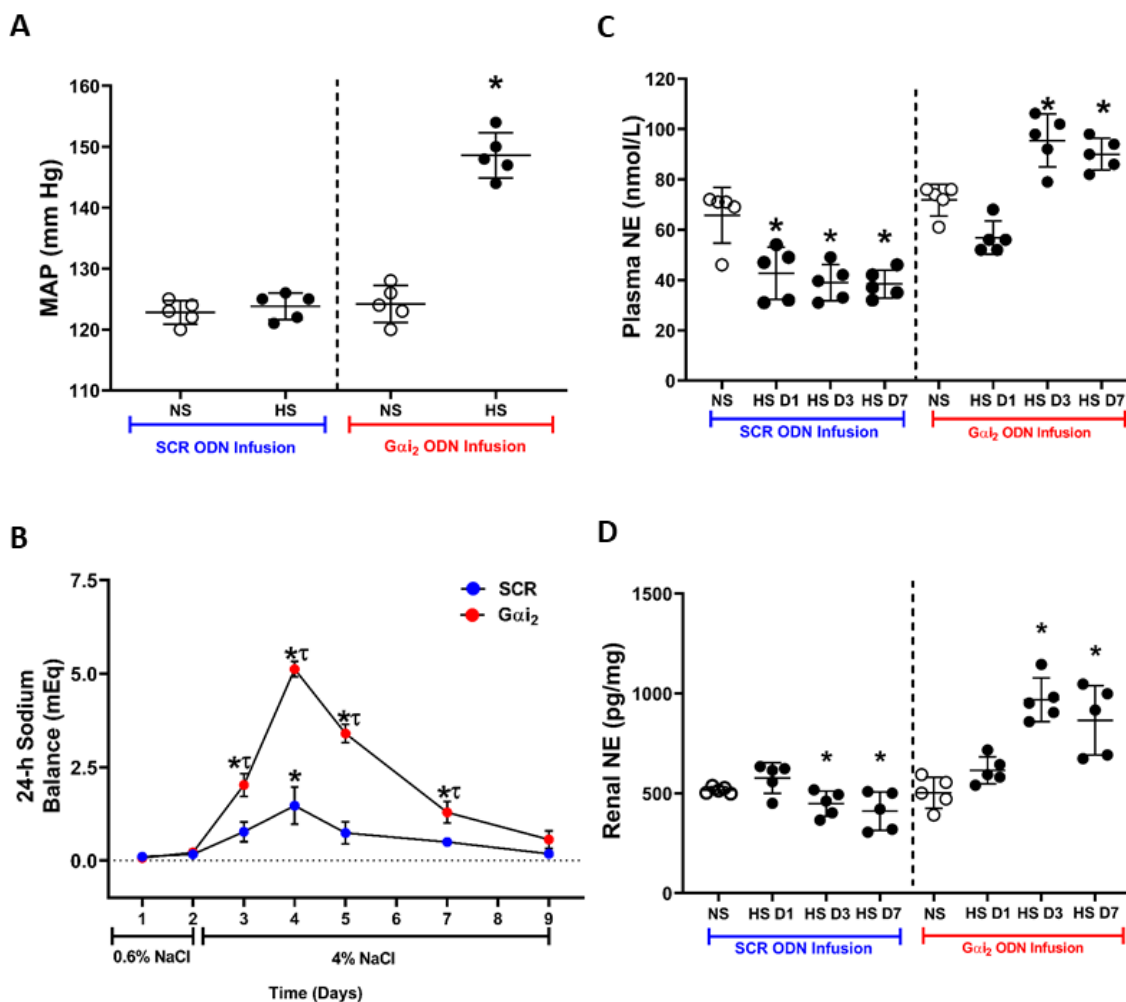 A
160
150
140
130
120
110
MAP (mm Hg)
*
NS HS NS HS
SCR ODN Infusion Gαi₂ ODN Infusion
B
7.5
5.0
2.5
0.0
24-h Sodium
Balance (mEq)
SCR
Gαi₂
*τ
*τ
*τ
*τ
*
1 2 3 4 5 6 7 8 9
0.6% NaCl 4% NaCl
Time (Days)
C
120
100
80
60
40
20
0
Plasma NE (nmol/L)
* * * * *
NS HS D1 HS D3 HS D7 NS HS D1 HS D3 HS D7
SCR ODN Infusion Gαi₂ ODN Infusion
D
1500
1000
500
0
Renal NE (pg/mg)
* * * *
NS HS D1 HS D3 HS D7 NS HS D1 HS D3 HS D7
SCR ODN Infusion Gαi₂ ODN Infusion